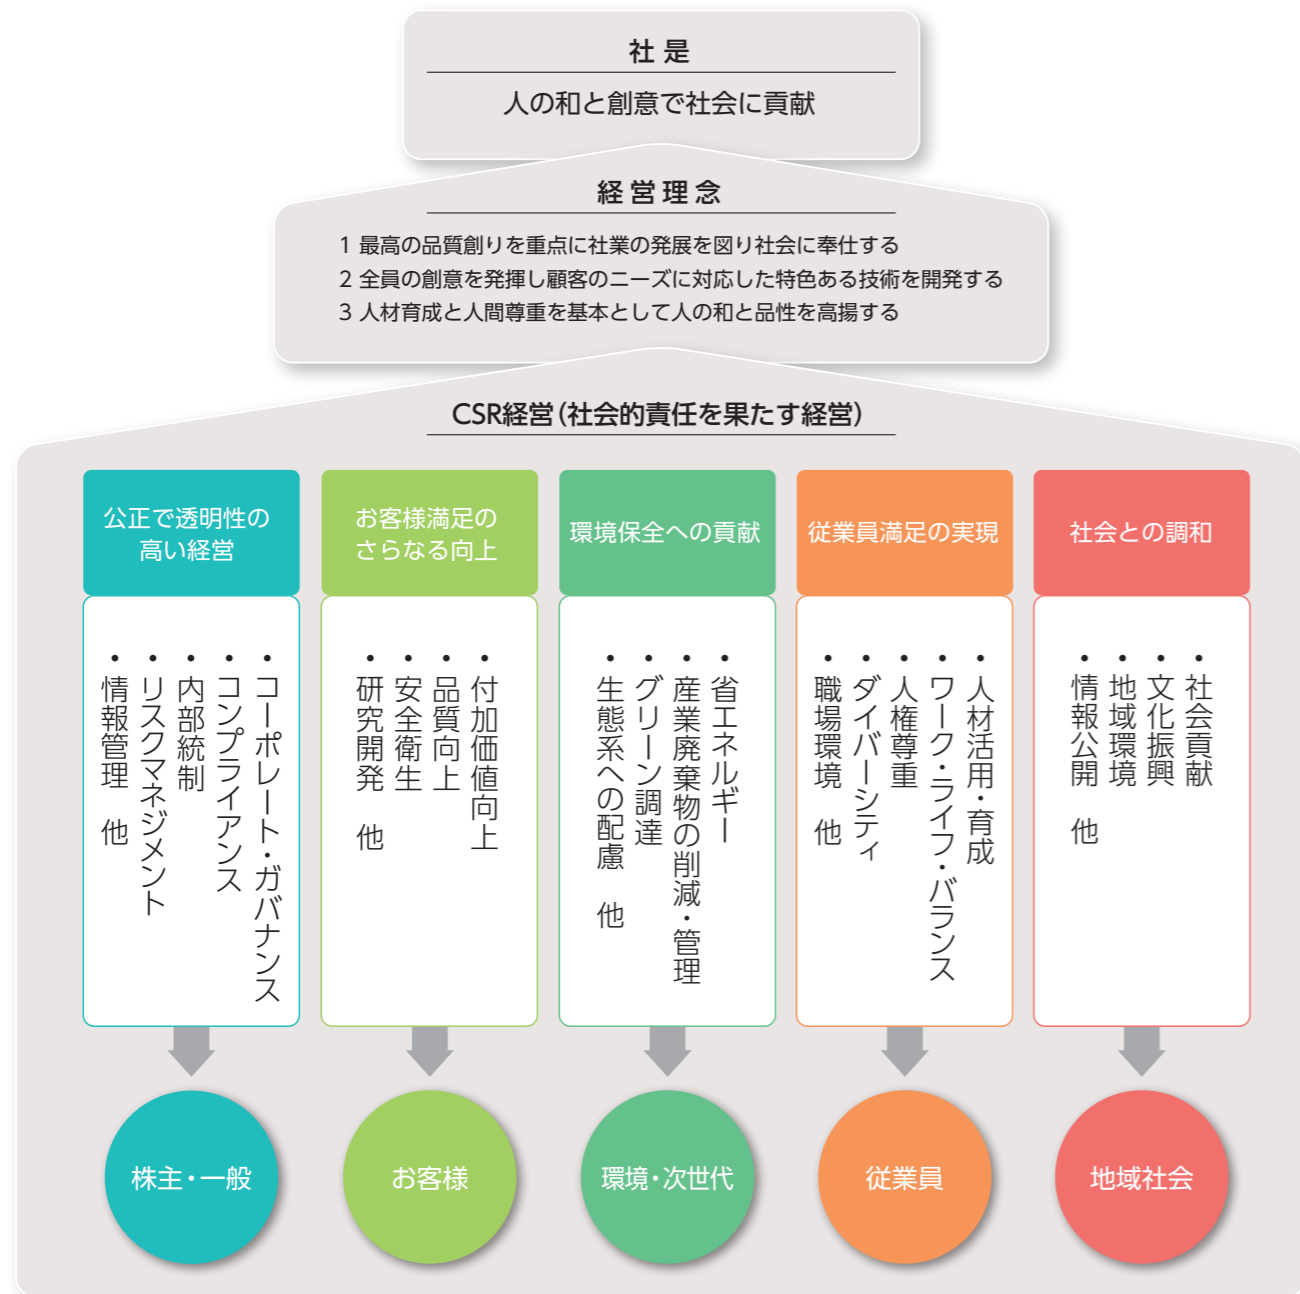 社是
人の和と創意で社会に貢献
経営理念
1 最高の品質創りを重点に社業の発展を図り社会に奉仕する
2 全員の創意を発揮し顧客のニーズに対応した特色ある技術を開発する
3 人材育成と人間尊重を基本として人の和と品性を高揚する
CSR経営(社会的責任を果たす経営)
公正で透明性の
高い経営
・コーポレート・ガバナンス
・コンプライアンス
・内部統制
・リスクマネジメント
・情報管理 他
株主・一般
お客様満足の
さらなる向上
・付加価値向上
・品質向上
・安全衛生
・研究開発 他
お客様
環境保全への貢献
・省エネルギー
・産業廃棄物の削減・管理
・グリーン調達
・生態系への配慮 他
環境・次世代
従業員満足の実現
・人材活用・育成
・ワーク・ライフ・バランス
・人権尊重
・ダイバーシティ
・職場環境 他
従業員
社会との調和
・社会貢献
・文化振興
・地域環境
・情報公開 他
地域社会